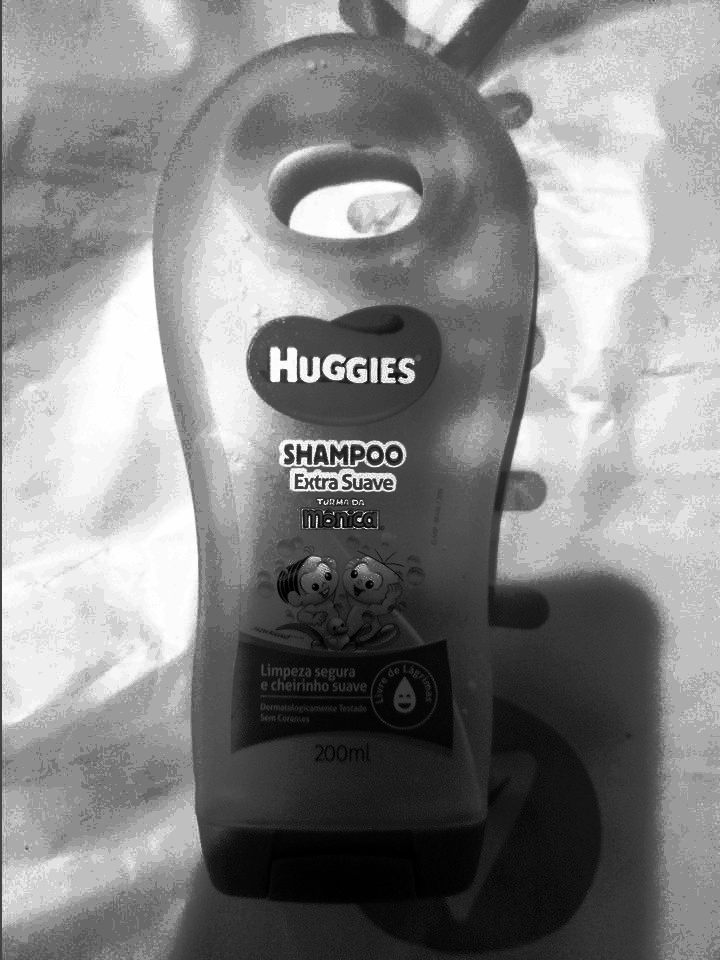 HUGGIES
SHAMPOO
Extra Suave
TURMA DA
Mônica
Limpeza segura
e cheirinho suave
Dermatologicamente Testado
Sem Corantes
Livre de Lágrimas
200ml